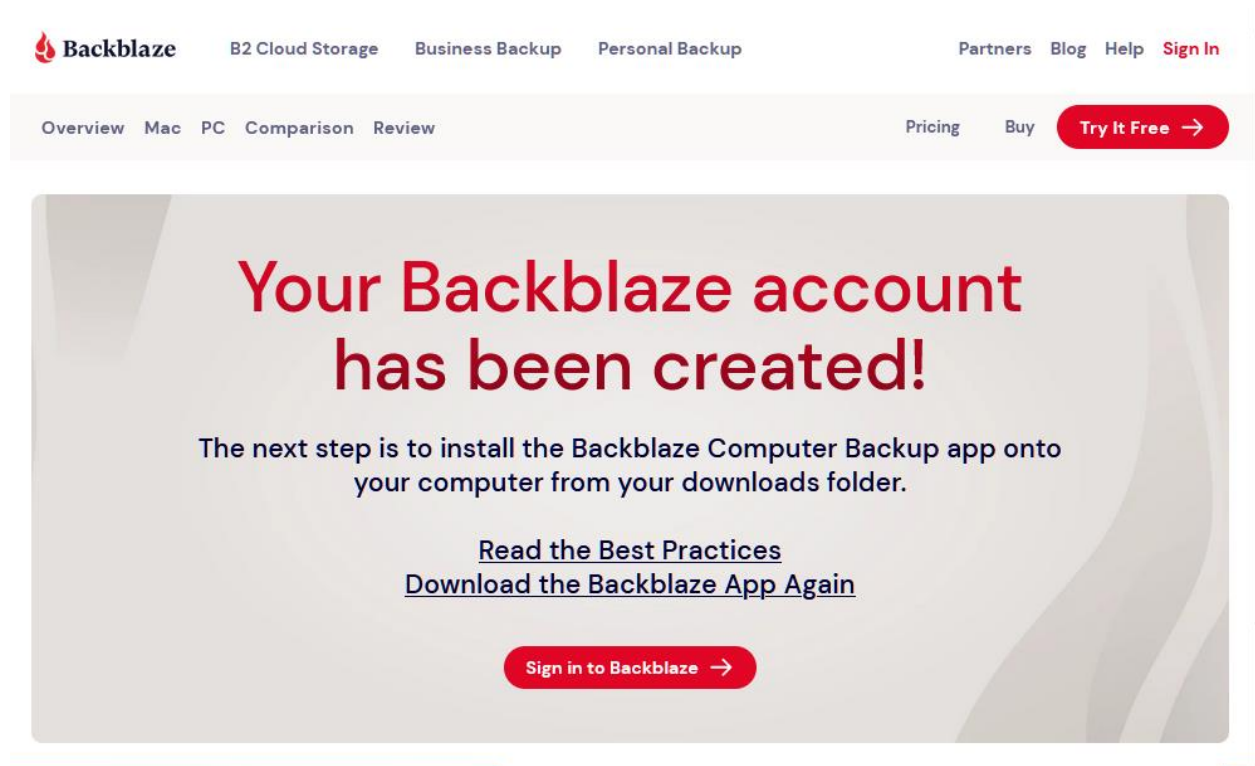 Backblaze B2 Cloud Storage Business Backup Personal Backup Partners Blog Help Sign In
Overview Mac PC Comparison Review Pricing Buy Try It Free →
Your Backblaze account
has been created!
The next step is to install the Backblaze Computer Backup app onto
your computer from your downloads folder.
Read the Best Practices
Download the Backblaze App Again
Sign in to Backblaze →